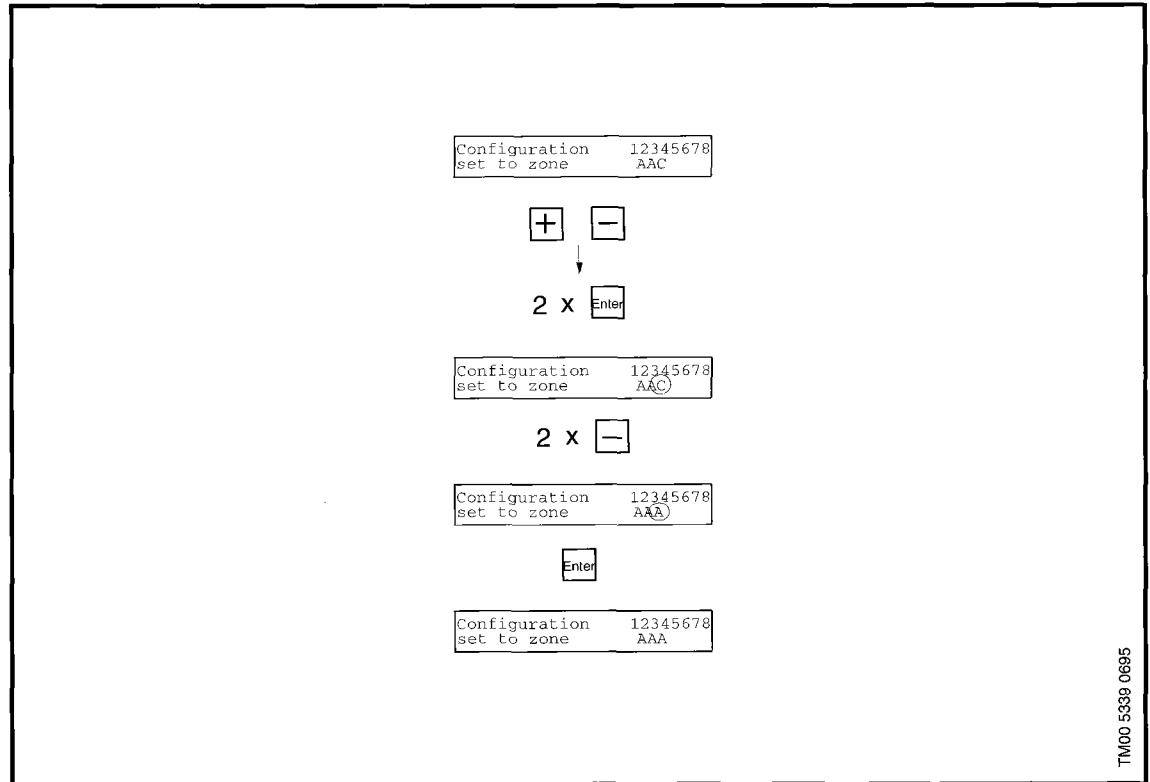 Configuration 12345678
set to zone AAC
+ -
2 x Enter
Configuration 12345678
set to zone AAC
2 x -
Configuration 12345678
set to zone AAA
Enter
Configuration 12345678
set to zone AAA
TM00 5339 0695